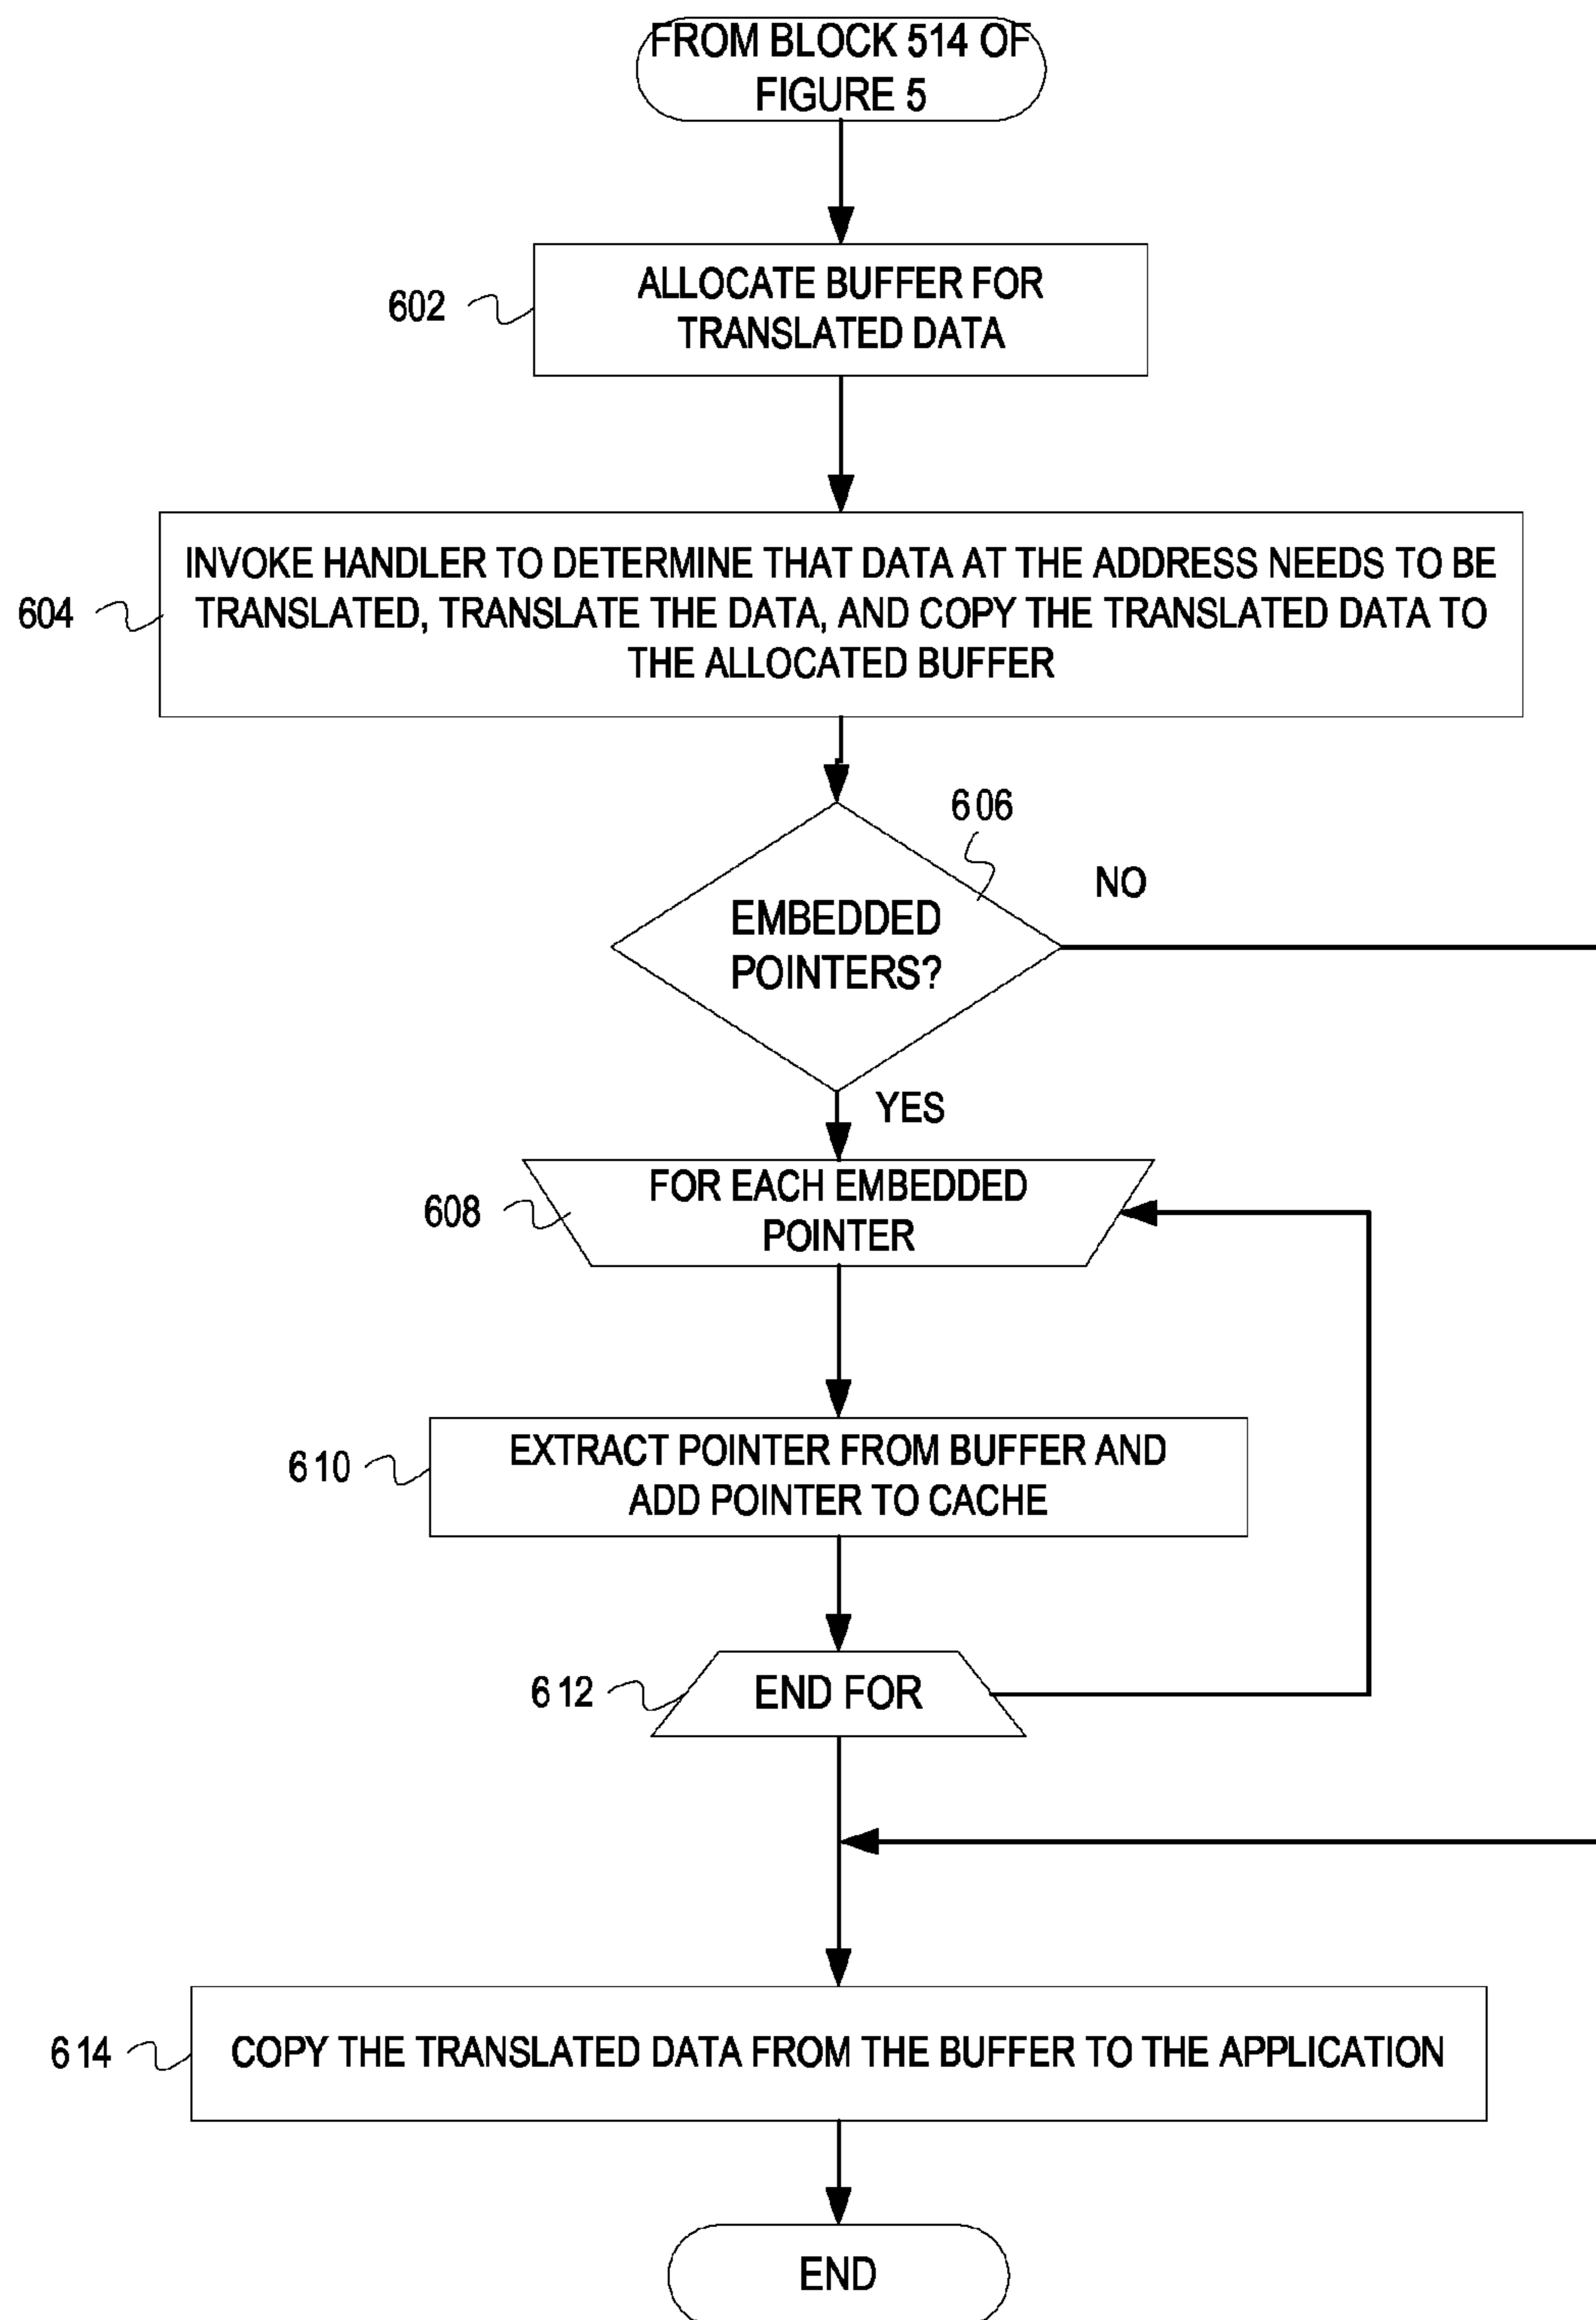 FROM BLOCK 514 OF
FIGURE 5
602
ALLOCATE BUFFER FOR
TRANSLATED DATA
604
INVOKE HANDLER TO DETERMINE THAT DATA AT THE ADDRESS NEEDS TO BE
TRANSLATED, TRANSLATE THE DATA, AND COPY THE TRANSLATED DATA TO
THE ALLOCATED BUFFER
606
NO
EMBEDDED
POINTERS?
YES
608
FOR EACH EMBEDDED
POINTER
610
EXTRACT POINTER FROM BUFFER AND
ADD POINTER TO CACHE
612
END FOR
614
COPY THE TRANSLATED DATA FROM THE BUFFER TO THE APPLICATION
END